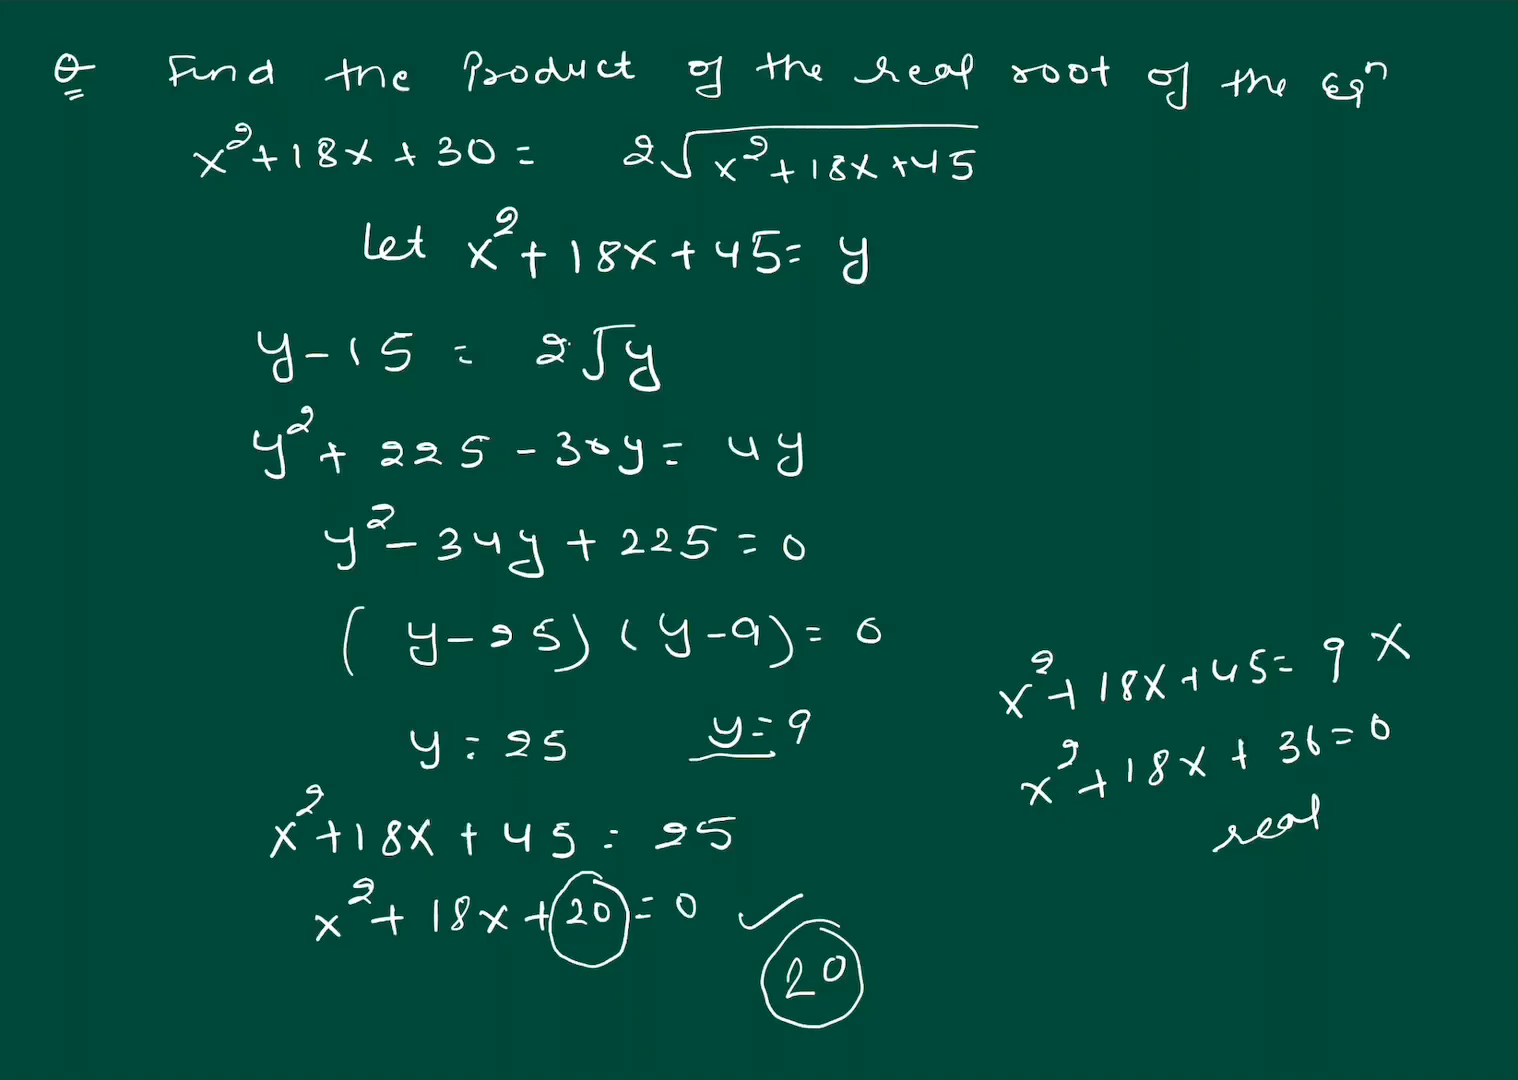 Q Find the Product of the real root of the Eqⁿ
x² + 18x + 30 = 2√(x² + 18x + 45)
Let x² + 18x + 45 = y
y - 15 = 2√y
y² + 225 - 30y = 4y
y² - 34y + 225 = 0
(y - 25)(y - 9) = 0
y = 25 y = 9
x² + 18x + 45 = 25
x² + 18x + 20 = 0 ✓
20
x² + 18x + 45 = 9 X
x² + 18x + 36 = 0
real